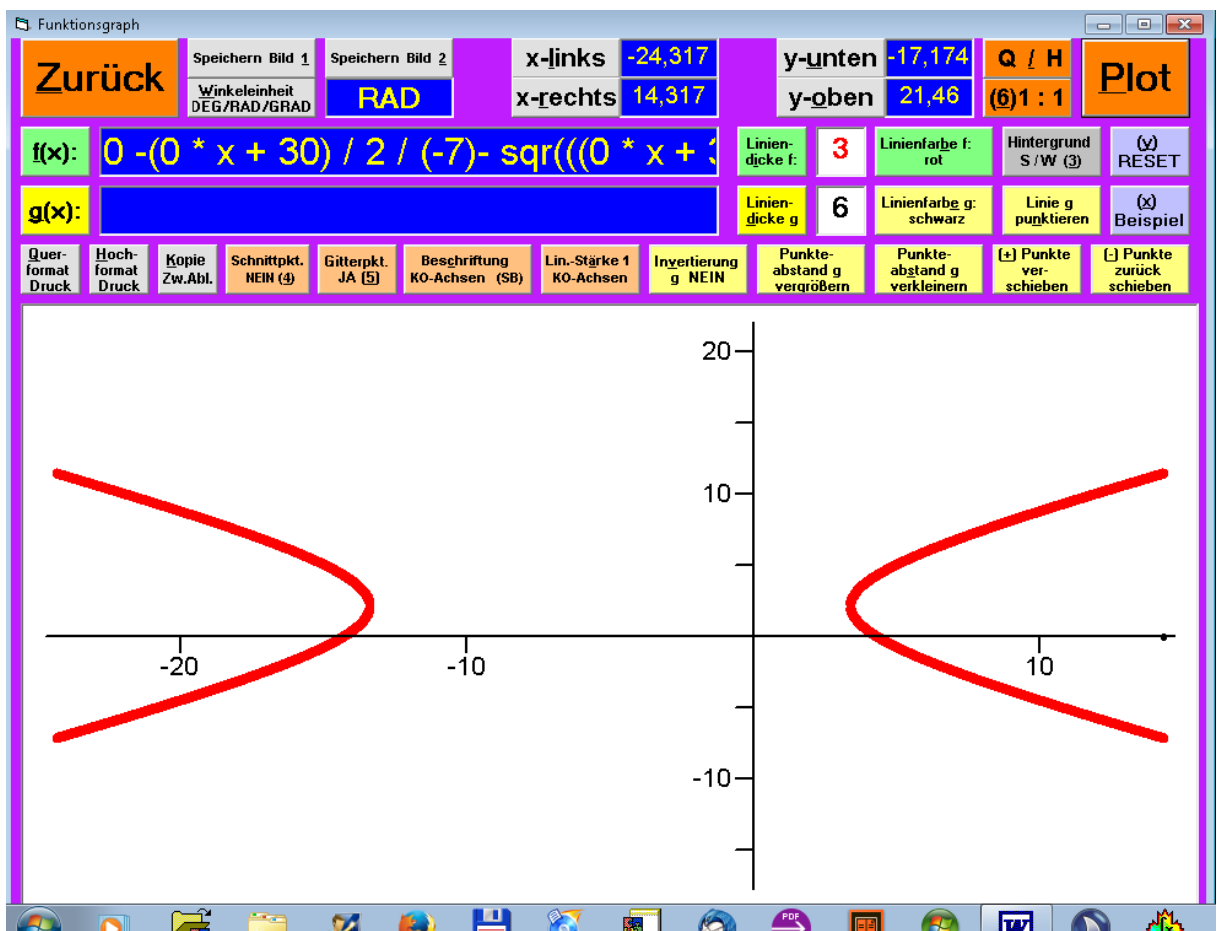 Funktionsgraph
Zurück
Speichern Bild 1
Speichern Bild 2
Winkeleinheit
DEG/RAD/GRAD
RAD
x-links
-24,317
x-rechts
14,317
y-unten
-17,174
y-oben
21,46
Q / H
(6)1 : 1
Plot
f(x):
0 -(0 * x + 30) / 2 / (-7)- sqr(((0 * x +
Linien-
dicke f:
3
Linienfarbe f:
rot
Hintergrund
S / W (3)
(y)
RESET
g(x):
Linien-
dicke g
6
Linienfarbe g:
schwarz
Linie g
punktieren
(x)
Beispiel
Quer-
format
Druck
Hoch-
format
Druck
Kopie
Zw.Abl.
Schnittpkt.
NEIN (4)
Gitterpkt.
JA (5)
Beschriftung
KO-Achsen (SB)
Lin.-Stärke 1
KO-Achsen
Invertierung
g NEIN
Punkte-
abstand g
vergrößern
Punkte-
abstand g
verkleinern
(+) Punkte
ver-
schieben
(-) Punkte
zurück
schieben
20
10
-20
-10
10
-10
PDF
W